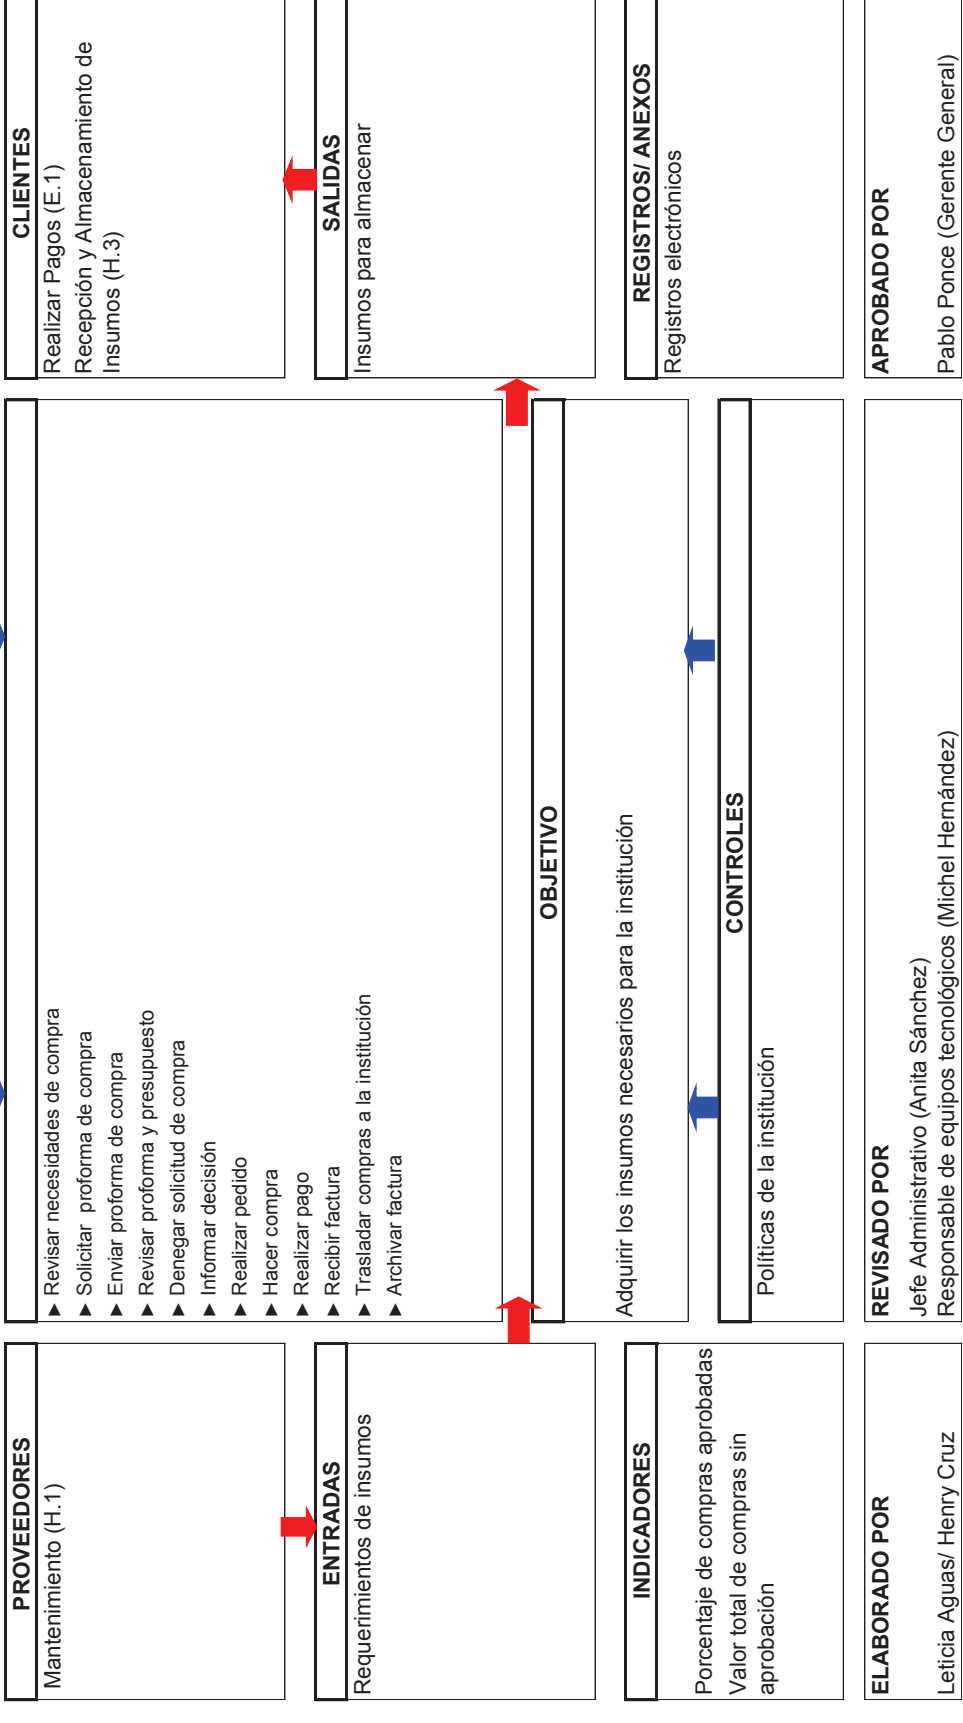 PROVEEDORES
Mantenimiento (H.1)
▶ Revisar necesidades de compra
▶ Solicitar  proforma de compra
▶ Enviar proforma de compra
▶ Revisar proforma y presupuesto
▶ Denegar solicitud de compra
▶ Informar decisión
▶ Realizar pedido
▶ Hacer compra
▶ Realizar pago
▶ Recibir factura
▶ Trasladar compras a la institución
▶ Archivar factura
CLIENTES
Realizar Pagos (E.1)
Recepción y Almacenamiento de
Insumos (H.3)
ENTRADAS
Requerimientos de insumos
SALIDAS
Insumos para almacenar
OBJETIVO
Adquirir los insumos necesarios para la institución
INDICADORES
Porcentaje de compras aprobadas
Valor total de compras sin
aprobación
CONTROLES
Políticas de la institución
REGISTROS/ ANEXOS
Registros electrónicos
ELABORADO POR
Leticia Aguas/ Henry Cruz
REVISADO POR
Jefe Administrativo (Anita Sánchez)
Responsable de equipos tecnológicos (Michel Hernández)
APROBADO POR
Pablo Ponce (Gerente General)